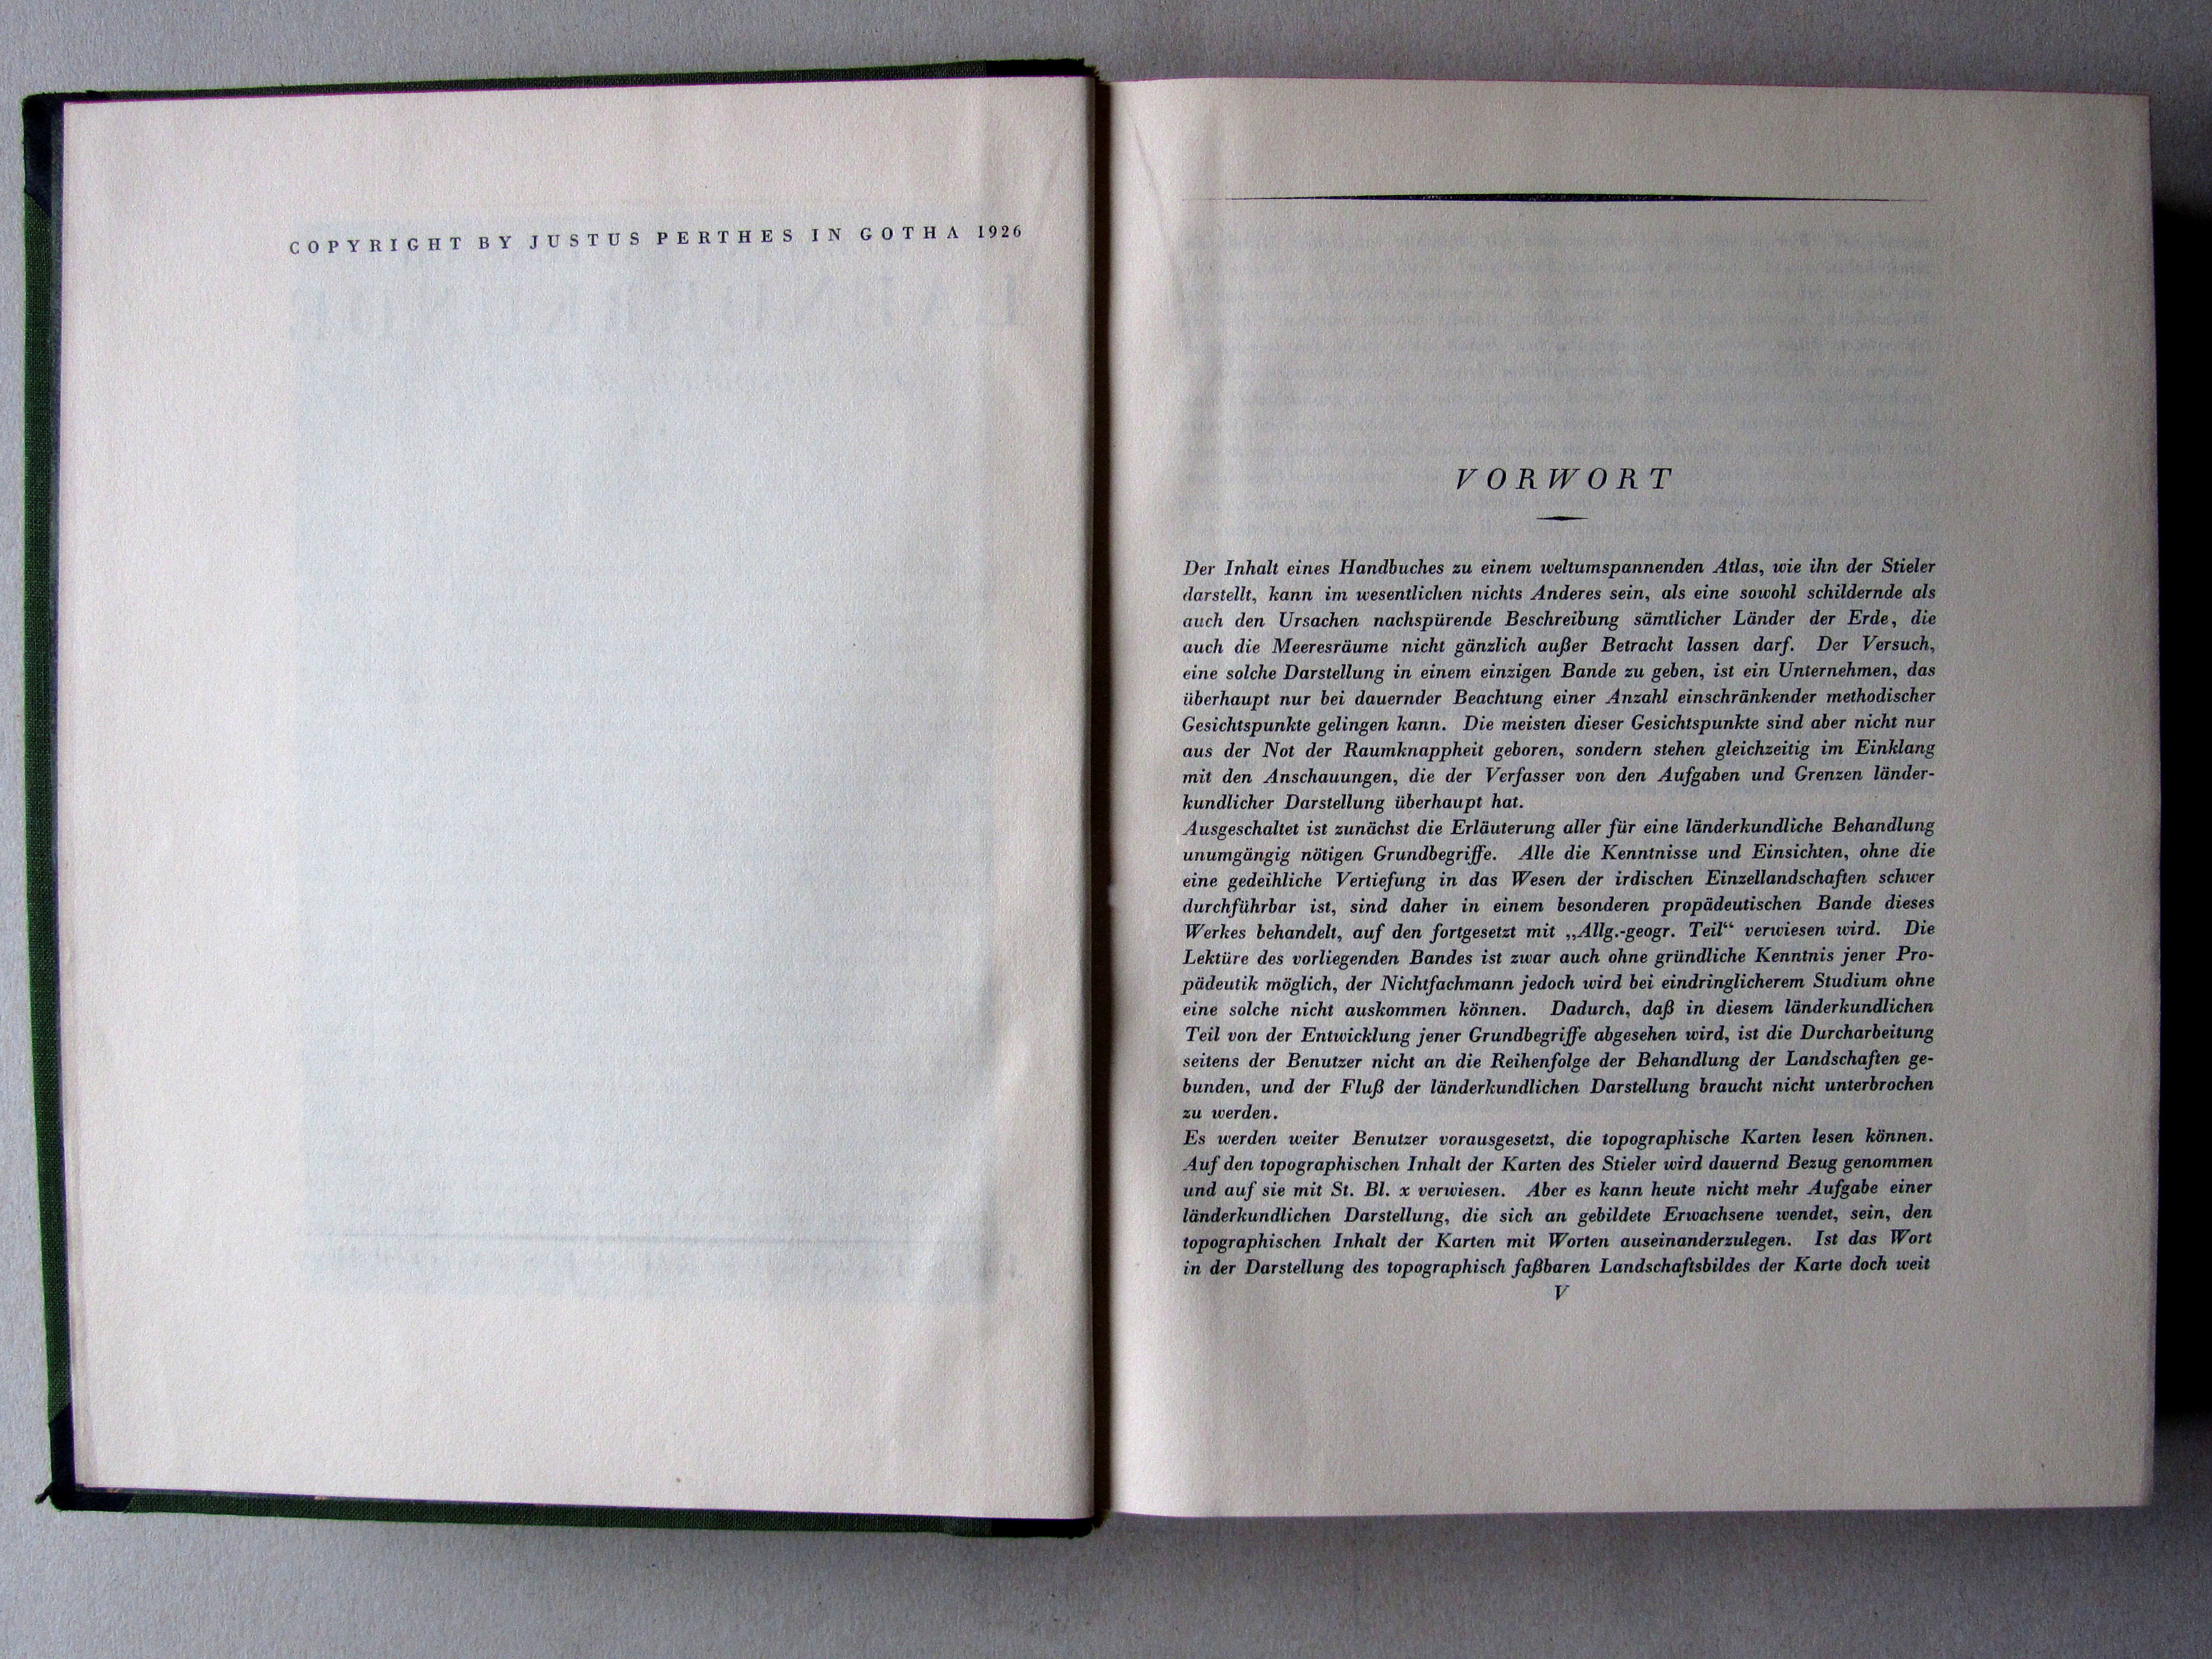 COPYRIGHT BY JUSTUS PERTHES IN GOTHA 1926
VORWORT
Der Inhalt eines Handbuches zu einem weltumspannenden Atlas, wie ihn der Stieler
darstellt, kann im wesentlichen nichts Anderes sein, als eine sowohl schildernde als
auch den Ursachen nachspürende Beschreibung sämtlicher Länder der Erde, die
auch die Meeresräume nicht gänzlich außer Betracht lassen darf. Der Versuch,
eine solche Darstellung in einem einzigen Bande zu geben, ist ein Unternehmen, das
überhaupt nur bei dauernder Beachtung einer Anzahl einschränkender methodischer
Gesichtspunkte gelingen kann. Die meisten dieser Gesichtspunkte sind aber nicht nur
aus der Not der Raumknappheit geboren, sondern stehen gleichzeitig im Einklang
mit den Anschauungen, die der Verfasser von den Aufgaben und Grenzen länder-
kundlicher Darstellung überhaupt hat.
Ausgeschaltet ist zunächst die Erläuterung aller für eine länderkundliche Behandlung
unumgängig nötigen Grundbegriffe. Alle die Kenntnisse und Einsichten, ohne die
eine gedeihliche Vertiefung in das Wesen der irdischen Einzellandschaften schwer
durchführbar ist, sind daher in einem besonderen propädeutischen Bande dieses
Werkes behandelt, auf den fortgesetzt mit „Allg.-geogr. Teil“ verwiesen wird. Die
Lektüre des vorliegenden Bandes ist zwar auch ohne gründliche Kenntnis jener Pro-
pädeutik möglich, der Nichtfachmann jedoch wird bei eindringlicherem Studium ohne
eine solche nicht auskommen können. Dadurch, daß in diesem länderkundlichen
Teil von der Entwicklung jener Grundbegriffe abgesehen wird, ist die Durcharbeitung
seitens der Benutzer nicht an die Reihenfolge der Behandlung der Landschaften ge-
bunden, und der Fluß der länderkundlichen Darstellung braucht nicht unterbrochen
zu werden.
Es werden weiter Benutzer vorausgesetzt, die topographische Karten lesen können.
Auf den topographischen Inhalt der Karten des Stieler wird dauernd Bezug genommen
und auf sie mit St. Bl. x verwiesen. Aber es kann heute nicht mehr Aufgabe einer
länderkundlichen Darstellung, die sich an gebildete Erwachsene wendet, sein, den
topographischen Inhalt der Karten mit Worten auseinanderzulegen. Ist das Wort
in der Darstellung des topographisch faßbaren Landschaftsbildes der Karte doch weit
V